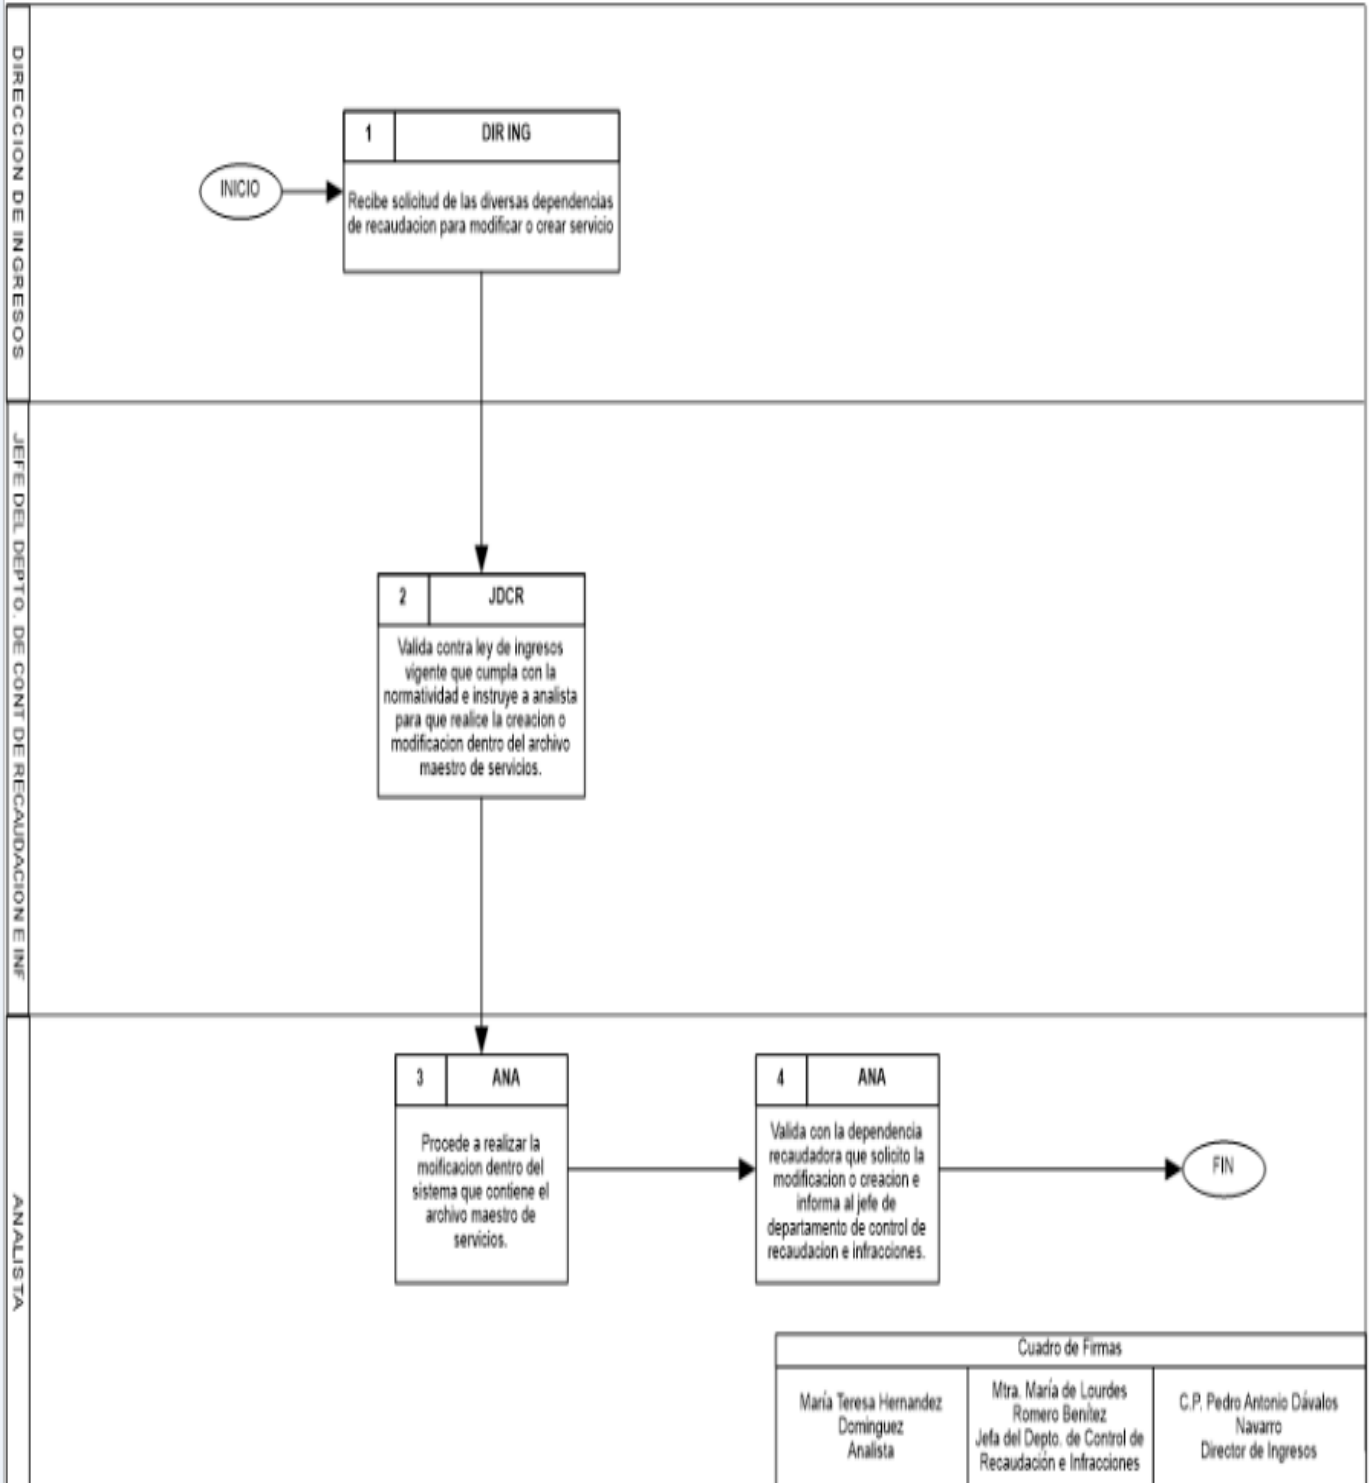 DIRECCION DE INGRESOS
INICIO
1
DIR ING
Recibe solicitud de las diversas dependencias
de recaudacion para modificar o crear servicio
JEFE DEL DEPTO. DE CONT DE RECAUDACION E INF
2
JDCR
Valida contra ley de ingresos
vigente que cumpla con la
normatividad e instruye a analista
para que realice la creacion o
modificacion dentro del archivo
maestro de servicios.
ANALISTA
3
ANA
Procede a realizar la
moificacion dentro del
sistema que contiene el
archivo maestro de
servicios.
4
ANA
Valida con la dependencia
recaudadora que solicito la
modificacion o creacion e
informa al jefe de
departamento de control de
recaudacion e infracciones.
FIN
Cuadro de Firmas
María Teresa Hernandez
Dominguez
Analista
Mtra. María de Lourdes
Romero Benítez
Jefa del Depto. de Control de
Recaudación e Infracciones
C.P. Pedro Antonio Dávalos
Navarro
Director de Ingresos